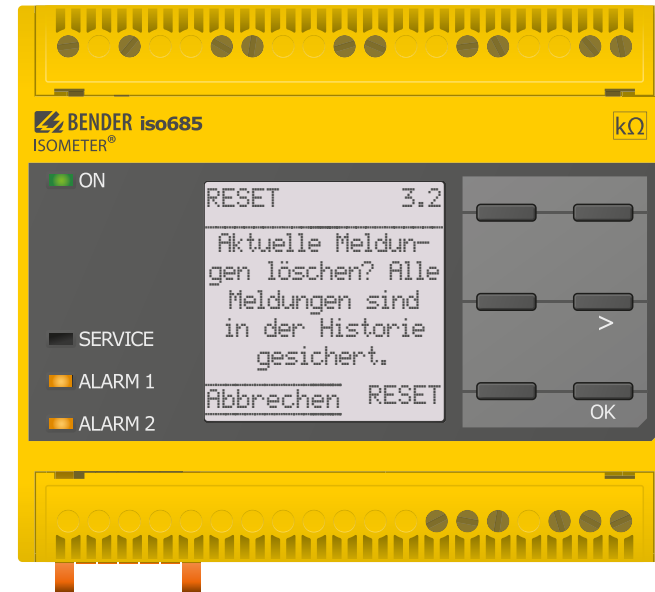 BENDER iso685
ISOMETER®
kΩ
ON
RESET 3.2
Aktuelle Meldun-
gen löschen? Alle
Meldungen sind
in der Historie
gesichert.
Abbrechen RESET
SERVICE
ALARM 1
ALARM 2
>
OK